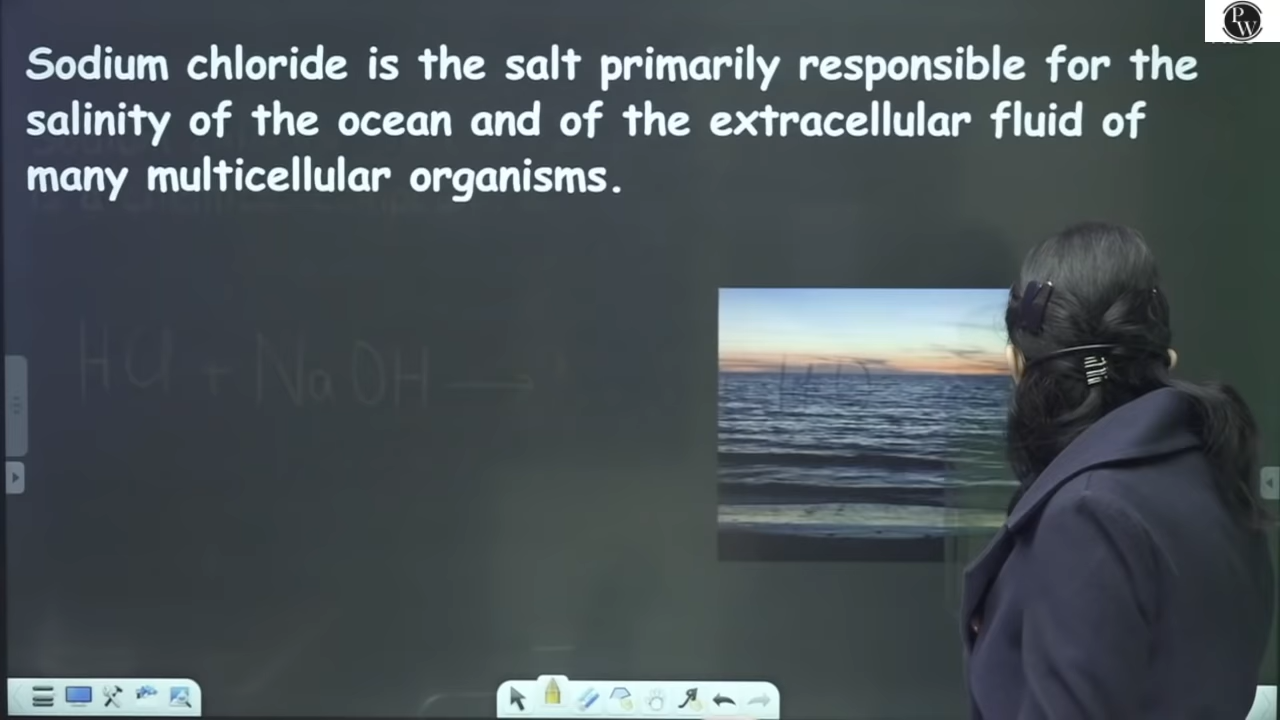 Sodium chloride is the salt primarily responsible for the
salinity of the ocean and of the extracellular fluid of
many multicellular organisms.
HCl + NaOH →
PW